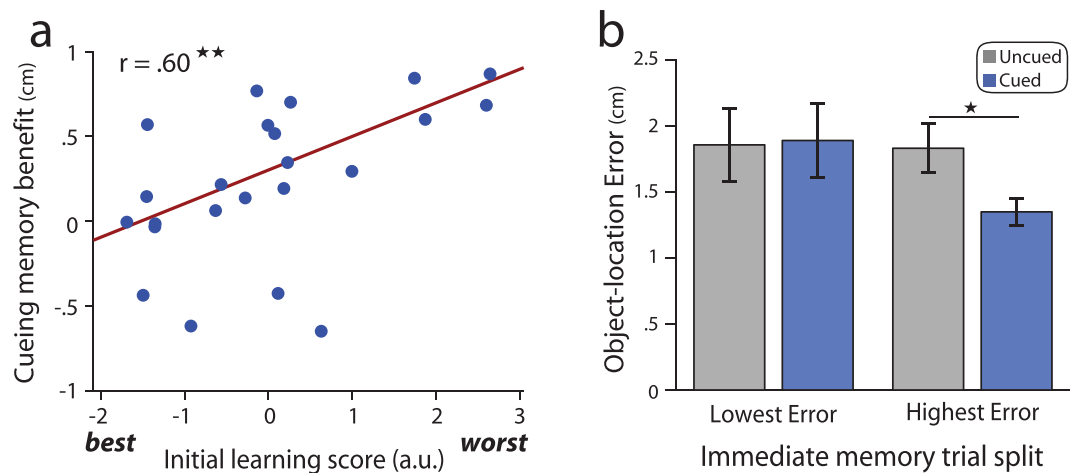 a
r = .60 ★★
Cueing memory benefit (cm)
1
.5
0
-.5
-1
-2
-1
0
1
2
3
best
worst
Initial learning score (a.u.)
b
Uncued
Cued
★
Object-location Error (cm)
2.5
2
1.5
1
.5
0
Lowest Error
Highest Error
Immediate memory trial split